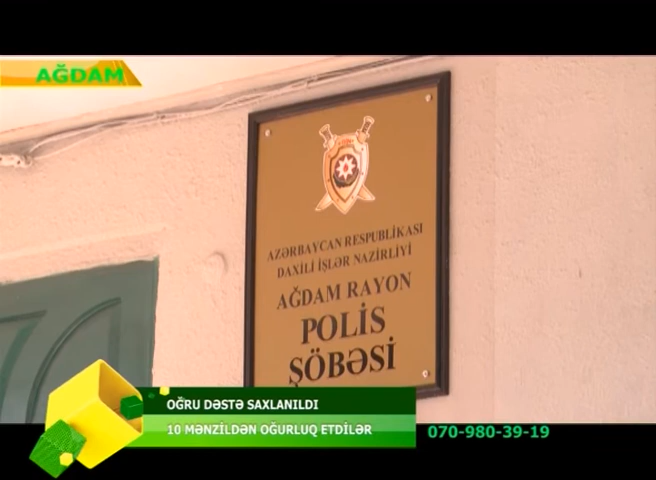 AĞDAM
AZƏRBAYCAN RESPUBLİKASI
DAXİLİ İŞLƏR NAZİRLİYİ
AĞDAM RAYON
POLİS
ŞÖBƏSİ
OĞRU DƏSTƏ SAXLANILDI
10 MƏNZİLDƏN OĞURLUQ ETDİLƏR
070-980-39-19